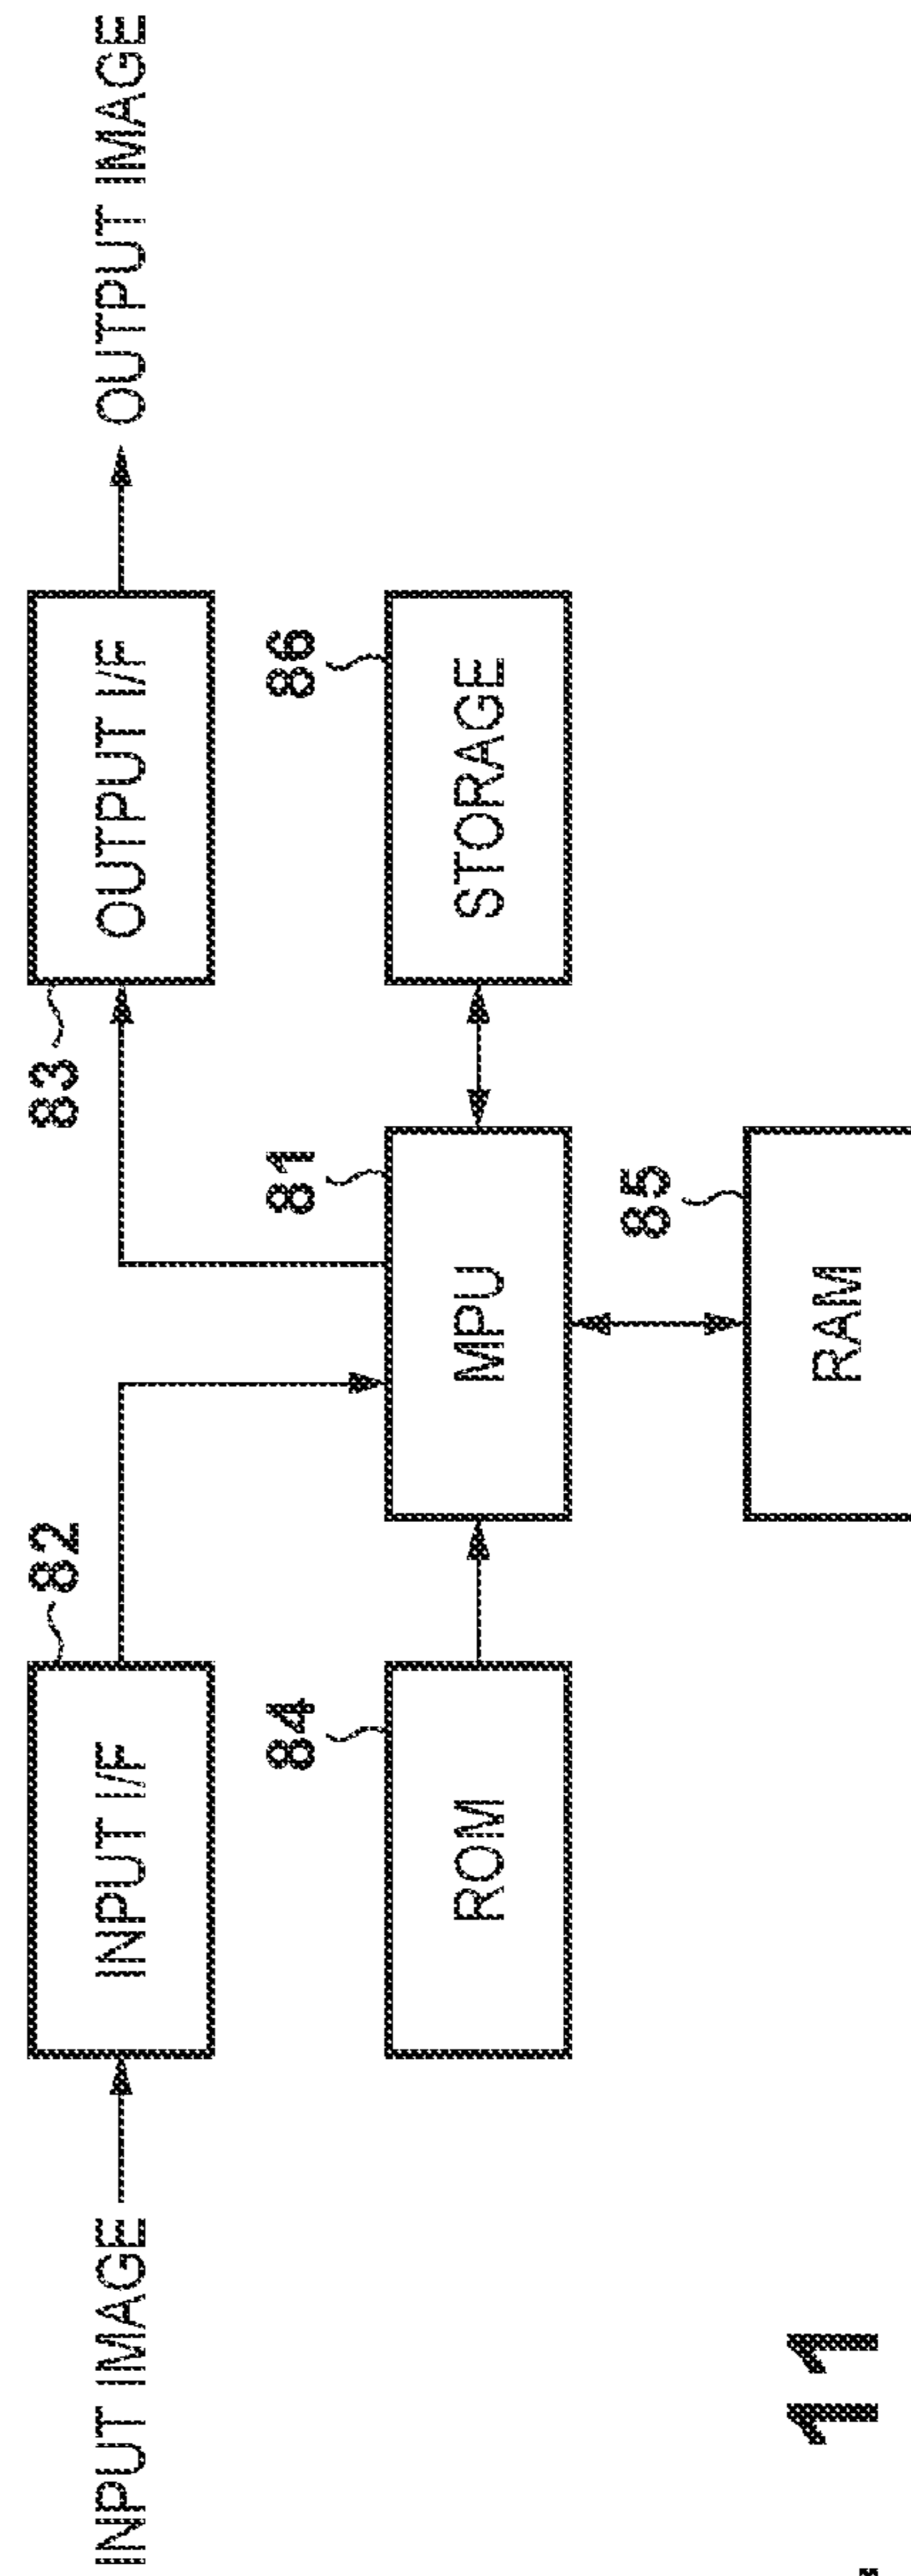 INPUT IMAGE
82
INPUT I/F
83
OUTPUT I/F
OUTPUT IMAGE
84
ROM
81
MPU
86
STORAGE
85
RAM
11